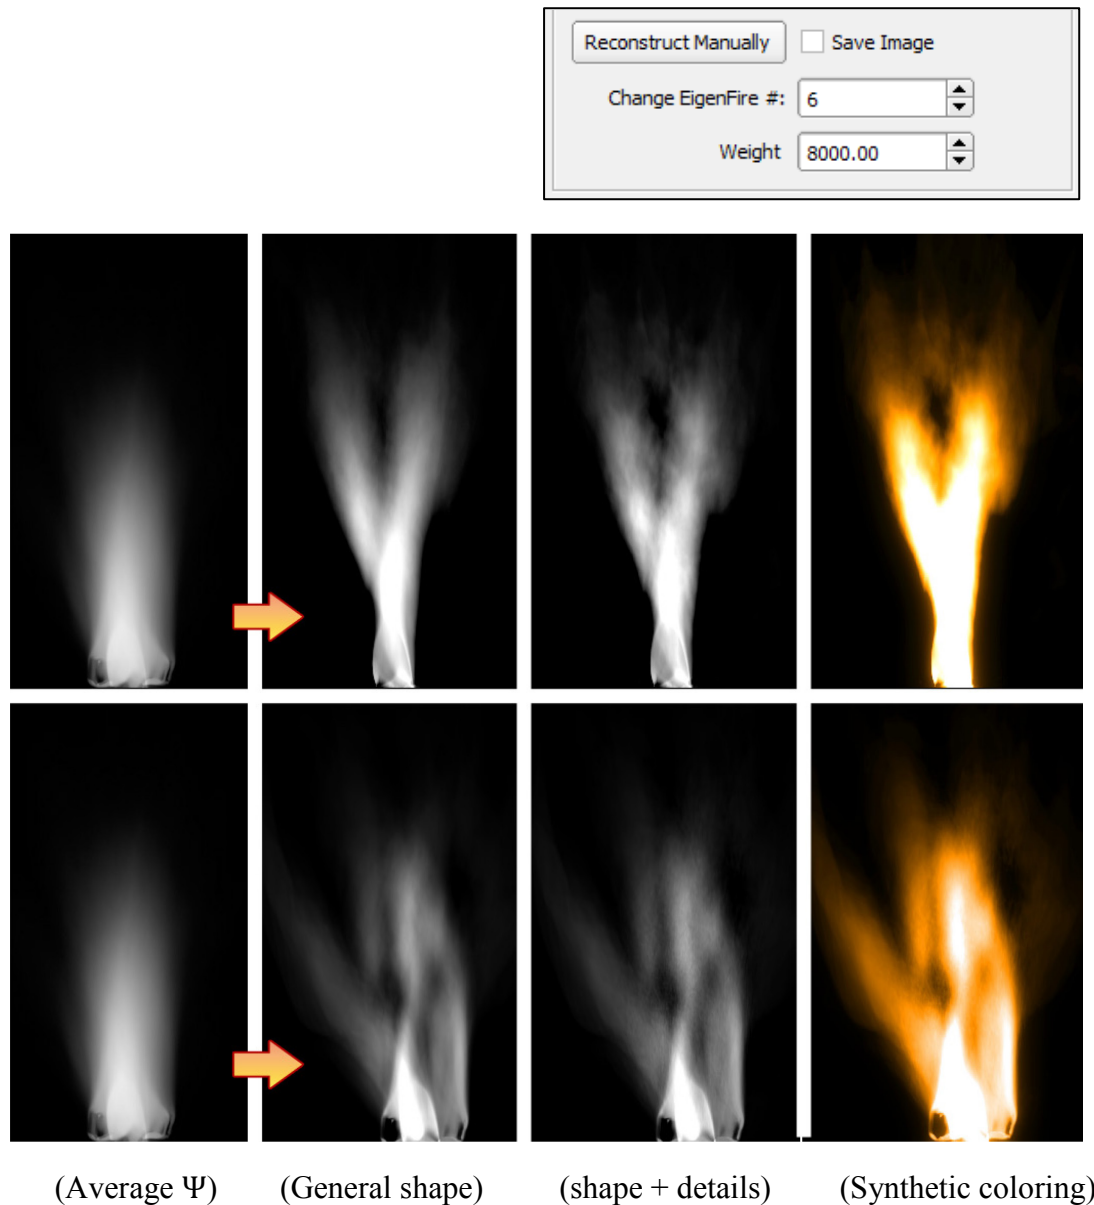 Reconstruct Manually Save Image
Change EigenFire #: 6
Weight 8000.00
(Average Ψ) (General shape) (shape + details) (Synthetic coloring)